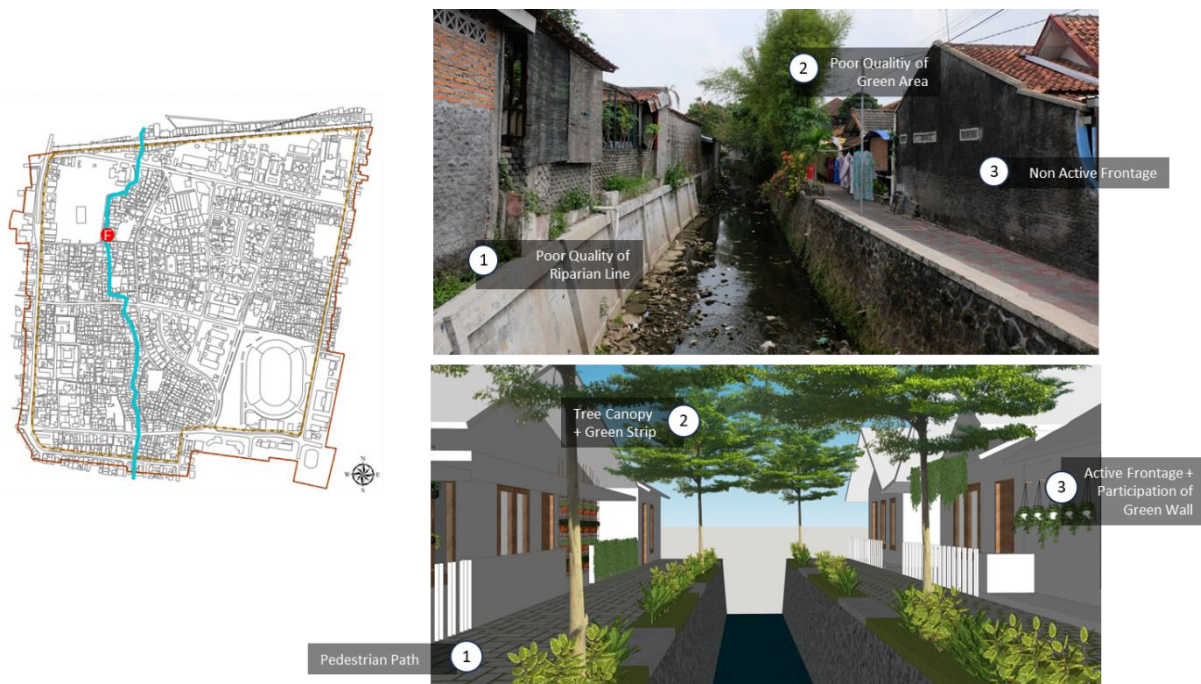 F
N
W
E
S
2
Poor Qualitiy of
Green Area
3
Non Active Frontage
1
Poor Quality of
Riparian Line
Tree Canopy
+ Green Strip
2
Active Frontage +
Participation of
Green Wall
3
Pedestrian Path
1